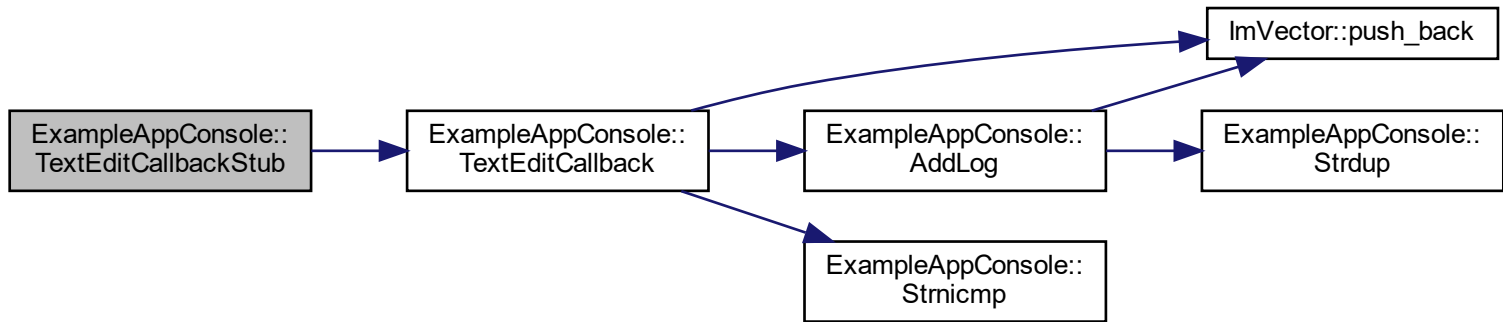 ExampleAppConsole::
TextEditCallbackStub
ExampleAppConsole::
TextEditCallback
ImVector::push_back
ExampleAppConsole::
AddLog
ExampleAppConsole::
Strdup
ExampleAppConsole::
Strnicmp